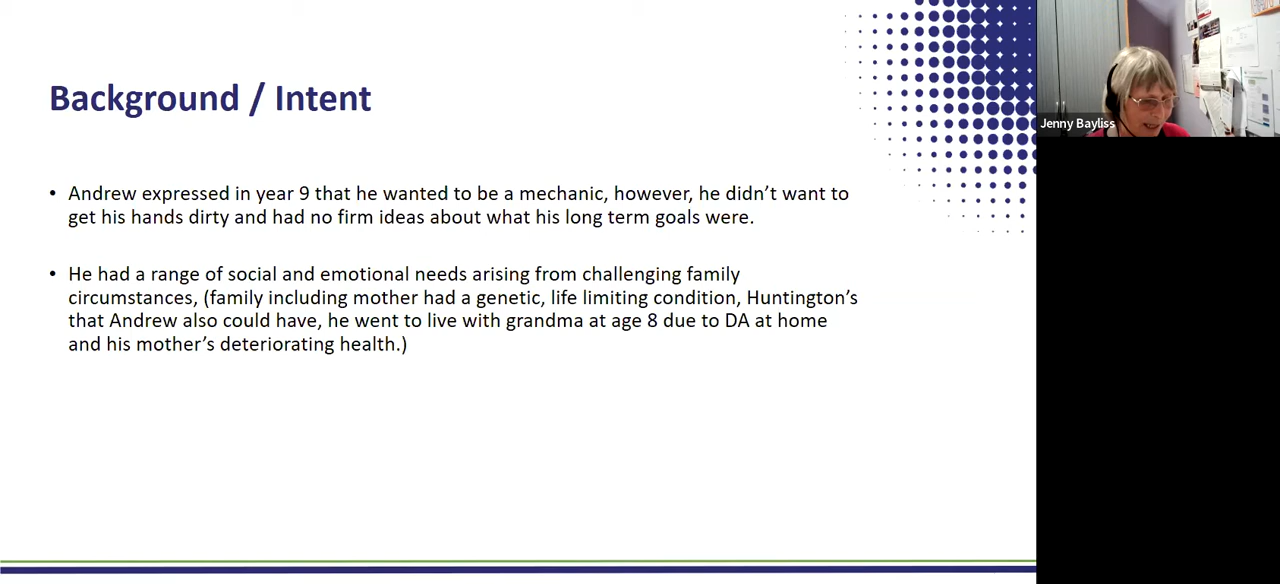 Background / Intent
• Andrew expressed in year 9 that he wanted to be a mechanic, however, he didn’t want to
get his hands dirty and had no firm ideas about what his long term goals were.
• He had a range of social and emotional needs arising from challenging family
circumstances, (family including mother had a genetic, life limiting condition, Huntington’s
that Andrew also could have, he went to live with grandma at age 8 due to DA at home
and his mother’s deteriorating health.)
Jenny Bayliss